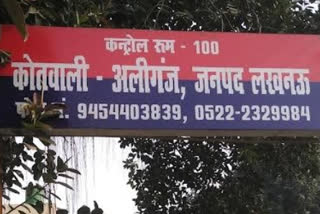 कन्ट्रोल रूम - 100
कोतवाली - अलीगंज, जनपद लखनऊ
नं. 9454403839, 0522-2329984